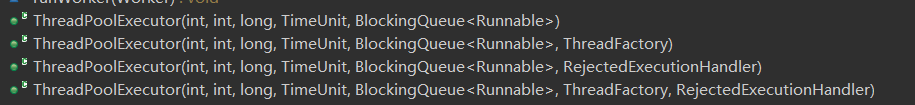 runWorker(Worker) : void
ThreadPoolExecutor(int, int, long, TimeUnit, BlockingQueue<Runnable>)
ThreadPoolExecutor(int, int, long, TimeUnit, BlockingQueue<Runnable>, ThreadFactory)
ThreadPoolExecutor(int, int, long, TimeUnit, BlockingQueue<Runnable>, RejectedExecutionHandler)
ThreadPoolExecutor(int, int, long, TimeUnit, BlockingQueue<Runnable>, ThreadFactory, RejectedExecutionHandler)